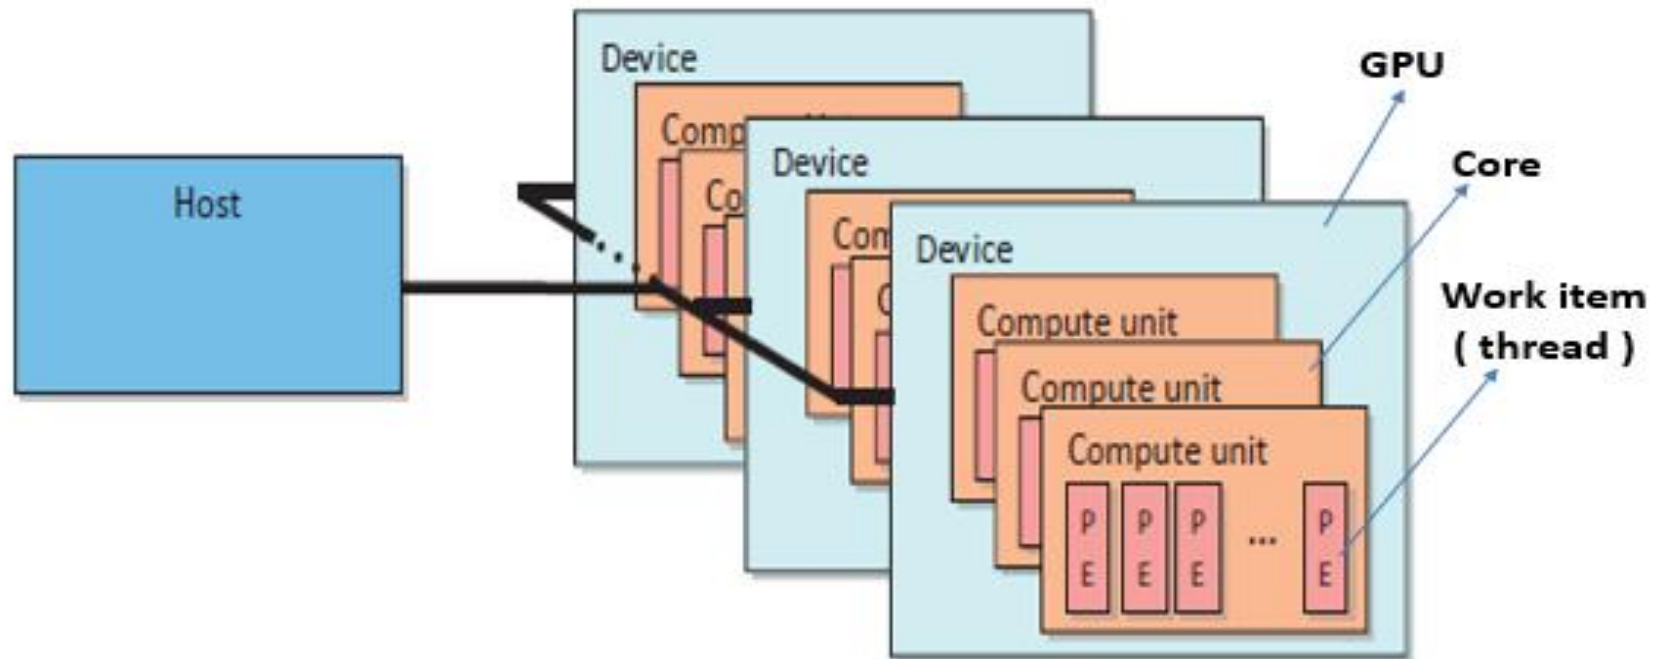 Host
Device
Comp
Co
Device
Com
C
Device
Compute unit
Compute unit
Compute unit
P E
P E
P E
...
P E
GPU
Core
Work item
( thread )